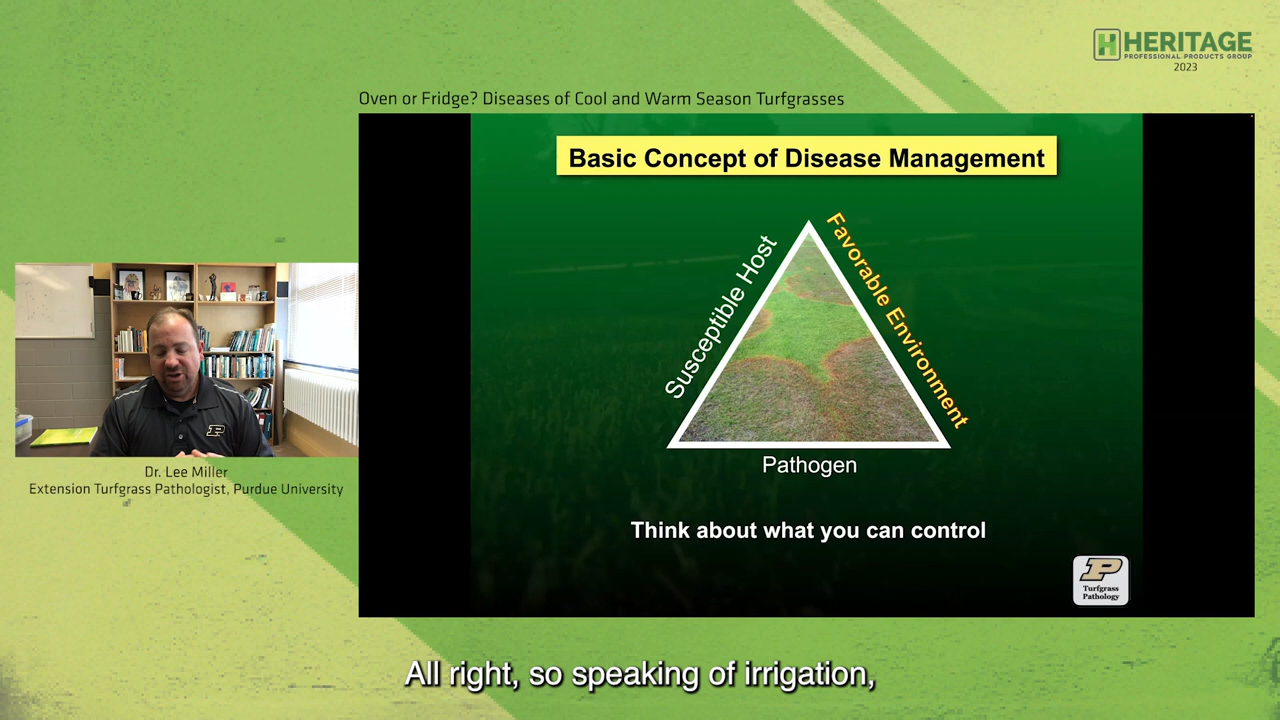 HERITAGE
PROFESSIONAL PRODUCTS GROUP
2023
Oven or Fridge? Diseases of Cool and Warm Season Turfgrasses
Basic Concept of Disease Management
Susceptible Host
Favorable Environment
Pathogen
Think about what you can control
P
Turfgrass
Pathology
P
Dr. Lee Miller
Extension Turfgrass Pathologist, Purdue University
All right, so speaking of irrigation,